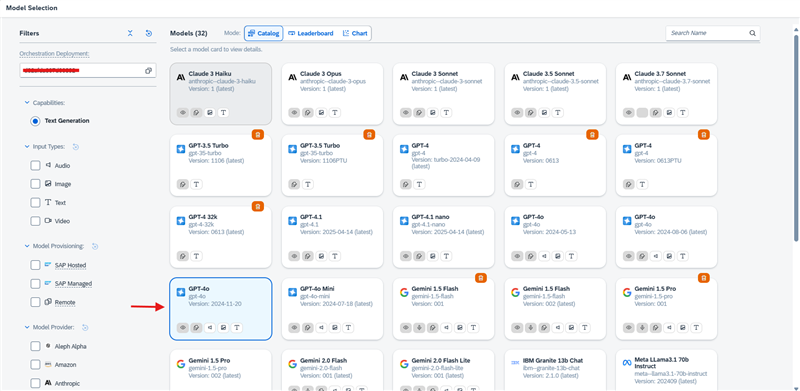 Model Selection
Filters
Orchestration Deployment:
Capabilities:
Text Generation
Input Types:
Audio
Image
Text
Video
Model Provisioning:
SAP Hosted
SAP Managed
Remote
Model Provider:
Aleph Alpha
Amazon
Anthropic
Models (32)
Mode:
Catalog
Leaderboard
Chart
Search Name
Select a model card to view details.
Claude 3 Haiku
anthropic--claude-3-haiku
Version: 1 (latest)
Claude 3 Opus
anthropic--claude-3-opus
Version: 1 (latest)
Claude 3 Sonnet
anthropic--claude-3-sonnet
Version: 1 (latest)
Claude 3.5 Sonnet
anthropic--claude-3.5-sonnet
Version: 1 (latest)
Claude 3.7 Sonnet
anthropic--claude-3.7-sonnet
Version: 1 (latest)
GPT-3.5 Turbo
gpt-35-turbo
Version: 1106 (latest)
GPT-3.5 Turbo
gpt-35-turbo
Version: 1106PTU
GPT-4
gpt-4
Version: turbo-2024-04-09
(latest)
GPT-4
gpt-4
Version: 0613
GPT-4
gpt-4
Version: 0613PTU
GPT-4 32k
gpt-4-32k
Version: 0613 (latest)
GPT-4.1
gpt-4.1
Version: 2025-04-14 (latest)
GPT-4.1 nano
gpt-4.1-nano
Version: 2025-04-14 (latest)
GPT-4o
gpt-4o
Version: 2024-05-13
GPT-4o
gpt-4o
Version: 2024-08-06 (latest)
GPT-4o
gpt-4o
Version: 2024-11-20
GPT-4o Mini
gpt-4o-mini
Version: 2024-07-18 (latest)
Gemini 1.5 Flash
gemini-1.5-flash
Version: 001
Gemini 1.5 Flash
gemini-1.5-flash
Version: 002 (latest)
Gemini 1.5 Pro
gemini-1.5-pro
Version: 001
Gemini 1.5 Pro
gemini-1.5-pro
Version: 002 (latest)
Gemini 2.0 Flash
gemini-2.0-flash
Version: 001 (latest)
Gemini 2.0 Flash Lite
gemini-2.0-flash-lite
Version: 001 (latest)
IBM Granite 13b Chat
ibm--granite-13b-chat
Version: 2.1.0 (latest)
Meta LLama3.1 70b
Instruct
meta--llama3.1-70b-instruct
Version: 202409 (latest)